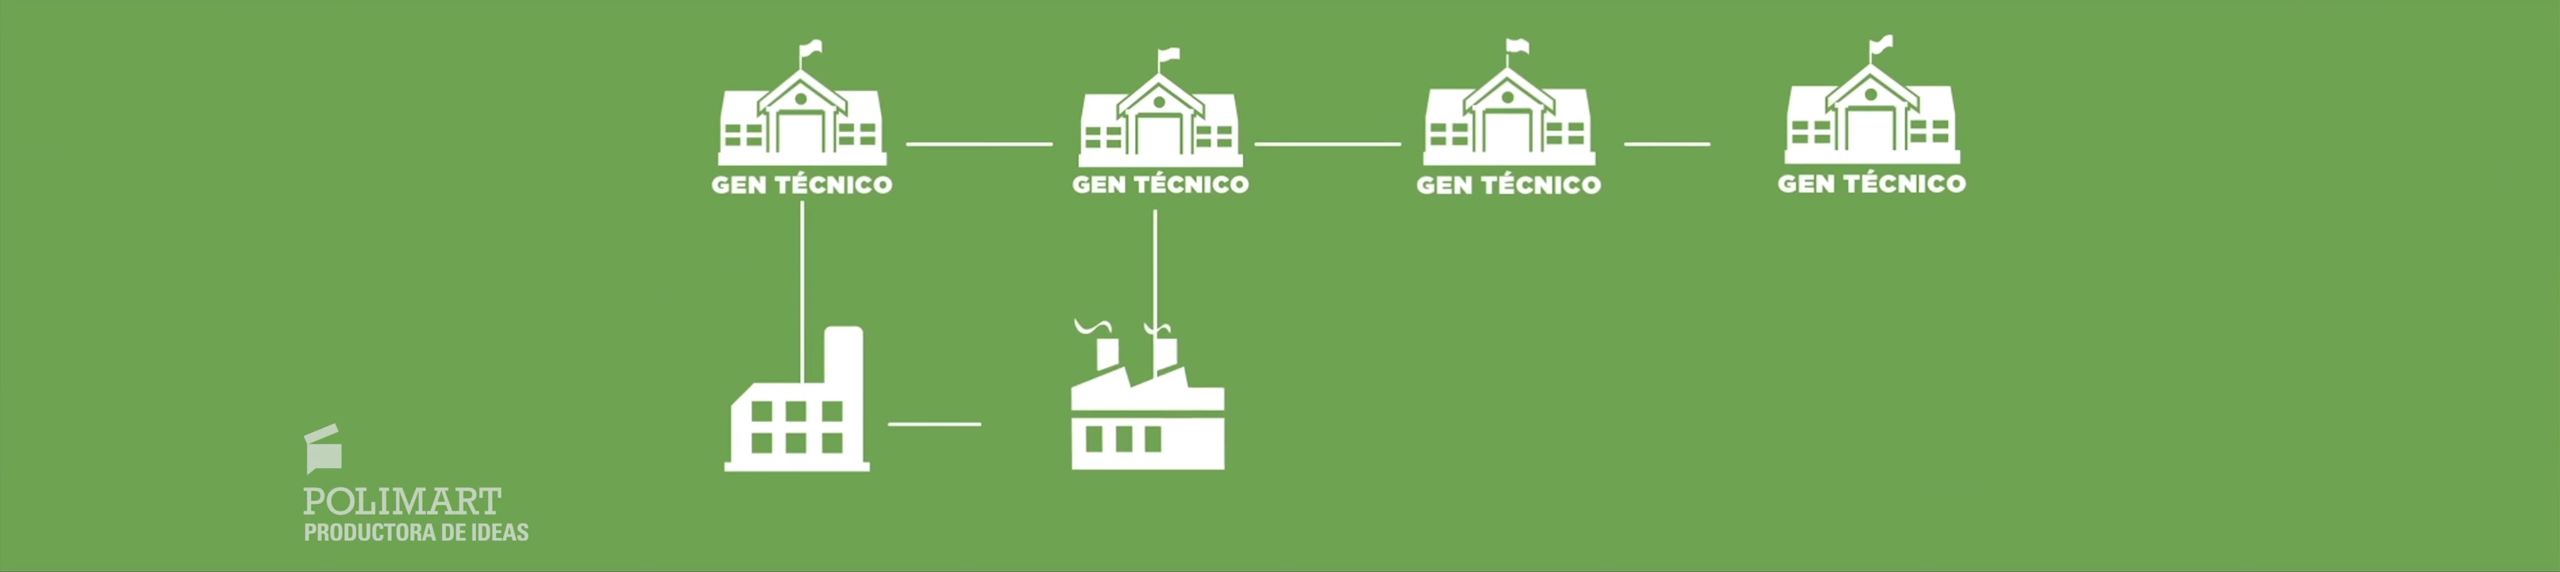 GEN TÉCNICO
GEN TÉCNICO
GEN TÉCNICO
GEN TÉCNICO
POLIMART
PRODUCTORA DE IDEAS